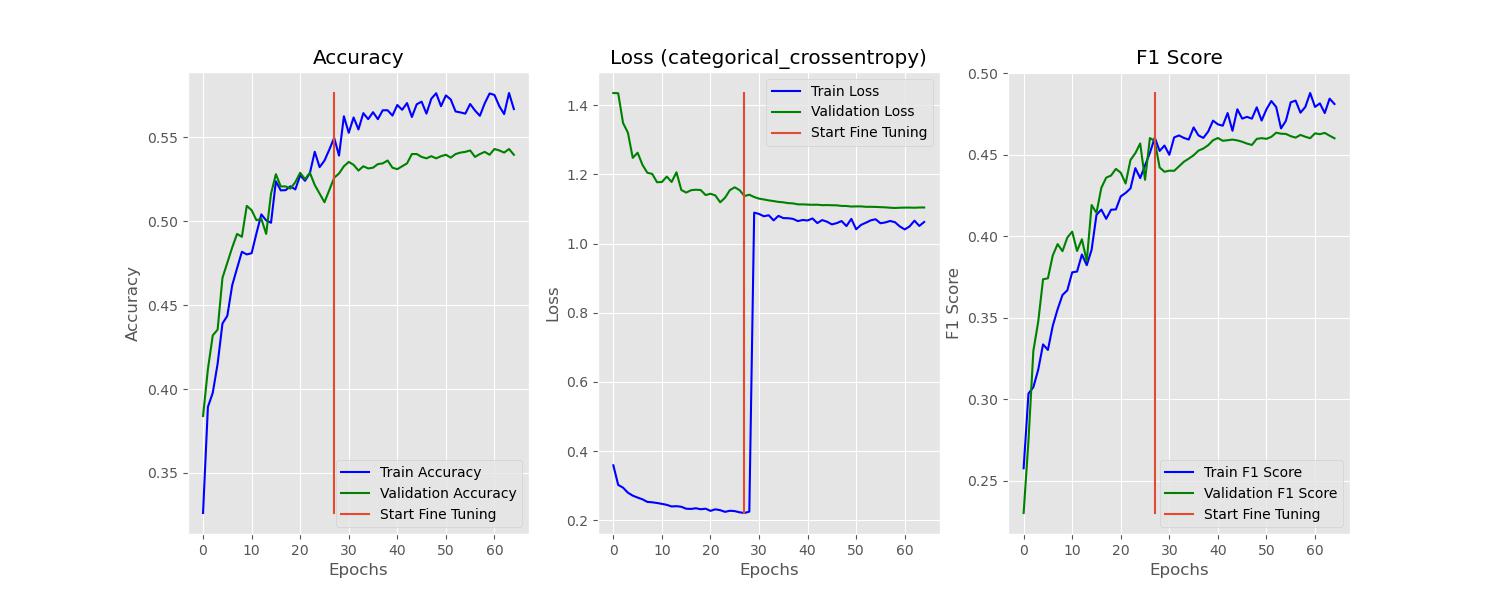 Accuracy
Accuracy
0.55
0.50
0.45
0.40
0.35
0 10 20 30 40 50 60
Epochs
Train Accuracy
Validation Accuracy
Start Fine Tuning
Loss (categorical_crossentropy)
Loss
1.4
1.2
1.0
0.8
0.6
0.4
0.2
0 10 20 30 40 50 60
Epochs
Train Loss
Validation Loss
Start Fine Tuning
F1 Score
F1 Score
0.50
0.45
0.40
0.35
0.30
0.25
0 10 20 30 40 50 60
Epochs
Train F1 Score
Validation F1 Score
Start Fine Tuning